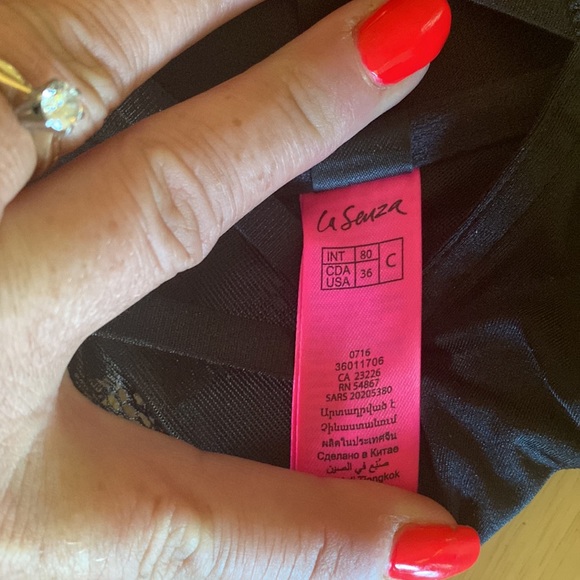 la senza
INT 80 C
CDA USA 36
0716
36011706
CA 23226
RN 54867
SARS 20205380
Արտադրված է
Չինաստանում
ผลิตในประเทศจีน
Сделано в Китае
صنع في الصين
Tiongkok